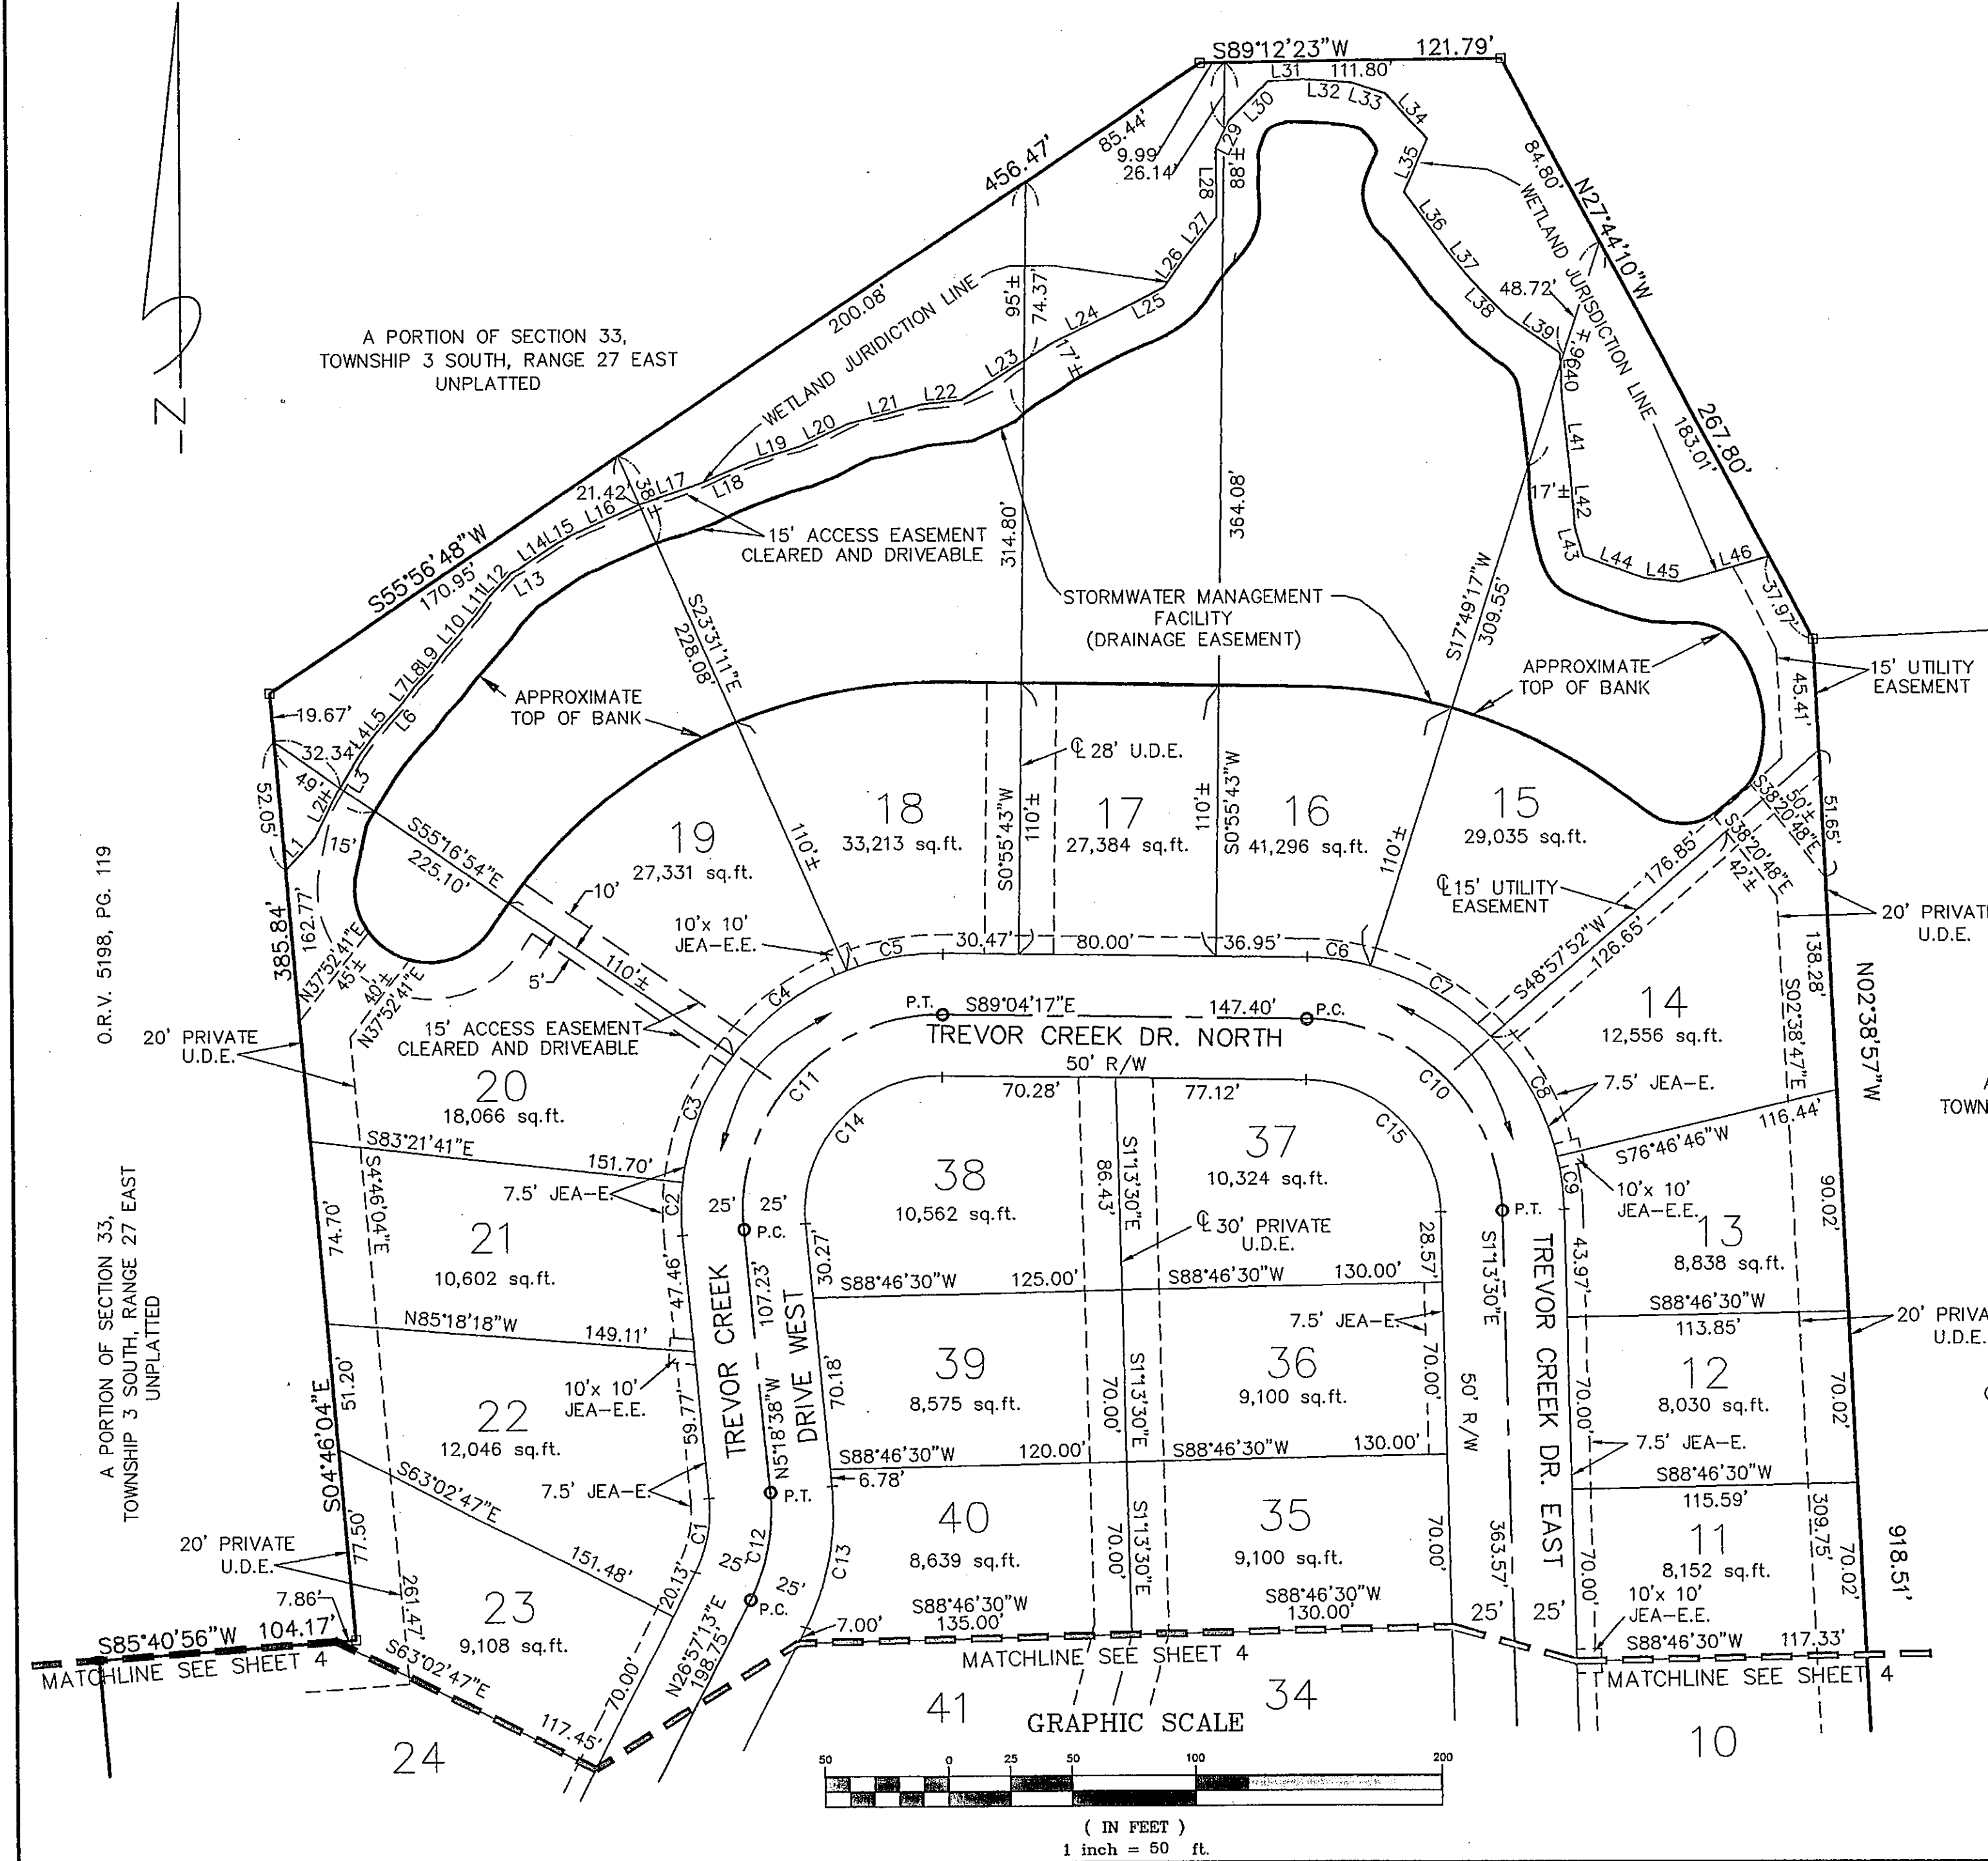 S89°12'23"W 121.79'
L31 111.80'
L32 L33
L30
L34
L29
85.44'
9.99'
26.14'
88'±
L28
L35
84.80'
N27°44'10"W
456.47'
WETLAND JURISDICTION LINE
L36
L27
L26
L37
95'±
74.37'
48.72'
L38
L25
L24
L39
96'±
L40
200.08'
WETLAND JURIDICTION LINE
17'±
L23
A PORTION OF SECTION 33,
TOWNSHIP 3 SOUTH, RANGE 27 EAST
UNPLATTED
N
L22
L21
L20
L19
L41
267.80'
183.01'
L18
L17
38'±
21.42'
L16
L15
L14
L13
L12
L11
L10
17'±
L42
L43
L44
L45
L46
37.97'
15' ACCESS EASEMENT
CLEARED AND DRIVEABLE
314.80'
364.08'
S55°56'48"W
170.95'
STORMWATER MANAGEMENT
FACILITY
(DRAINAGE EASEMENT)
S23°31'11"E
228.08'
S17°49'17"W
309.55'
L9
L8
L7
L6
L5
L4
L3
L2
L1
APPROXIMATE
TOP OF BANK
APPROXIMATE
TOP OF BANK
15' UTILITY
EASEMENT
45.41'
19.67'
32.34'
49'±
52.05'
15'
℄ 28' U.D.E.
S0°55'43"W
110'±
110'±
S0°55'43"W
18
33,213 sq.ft.
17
27,384 sq.ft.
16
41,296 sq.ft.
15
29,035 sq.ft.
19
27,331 sq.ft.
110'±
110'±
S38°20'48"E
50'±
51.65'
S38°20'48"E
42'±
176.85'
126.65'
S48°57'52"W
℄15' UTILITY
EASEMENT
O.R.V. 5198, PG. 119
S55°16'54"E
225.10'
10'
5'
110'±
10'x 10'
JEA-E.E.
385.84'
162.77'
N37°52'41"E
45'±
40'±
N37°52'41"E
C5 30.47' 80.00' 36.95' C6
C4
C7
20' PRIVATE
U.D.E.
138.28'
S02°38'47"E
N02°38'57"W
14
12,556 sq.ft.
P.T. S89°04'17"E 147.40' P.C.
TREVOR CREEK DR. NORTH
50' R/W
20' PRIVATE
U.D.E.
15' ACCESS EASEMENT
CLEARED AND DRIVEABLE
C11
C10
C8
7.5' JEA-E.
20
18,066 sq.ft.
C3
70.28' 77.12'
TOWN
116.44'
S76°46'46"W
C14
C15
S83°21'41"E 151.70'
7.5' JEA-E.
C2
25' 25'
P.C.
38
10,562 sq.ft.
S1°13'30"E
86.43'
37
10,324 sq.ft.
℄ 30' PRIVATE
U.D.E.
C9
10'x 10'
JEA-E.E.
P.T.
90.02'
13
8,838 sq.ft.
A PORTION OF SECTION 33,
TOWNSHIP 3 SOUTH, RANGE 27 EAST
UNPLATTED
74.70'
S4°46'04"E
21
10,602 sq.ft.
47.46'
107.23'
30.27'
28.57'
S1°13'30"E
43.97'
S88°46'30"W 125.00'
S88°46'30"W 130.00'
S88°46'30"W
113.85'
N85°18'18"W 149.11'
7.5' JEA-E.
20' PRIVA
U.D.E.
TREVOR CREEK
DRIVE WEST
TREVOR CREEK DR. EAST
10'x 10'
JEA-E.E.
51.20'
S04°46'04"E
22
12,046 sq.ft.
59.77'
N5°18'38"W
70.18'
39
8,575 sq.ft.
S1°13'30"E
70.00'
36
9,100 sq.ft.
70.00'
50' R/W
70.00'
12
8,030 sq.ft.
70.02'
S88°46'30"W 120.00'
S88°46'30"W 130.00'
7.5' JEA-E.
S88°46'30"W
115.59'
S63°02'47"E
151.48'
7.5' JEA-E.
6.78'
P.T.
40
8,639 sq.ft.
S1°13'30"E
70.00'
35
9,100 sq.ft.
70.00'
363.57'
70.00'
11
8,152 sq.ft.
309.75'
70.02'
918.51'
C1
C12
C13
25'
25'
P.C.
20' PRIVATE
U.D.E.
77.50'
7.86'
261.47'
20.13'
23
9,108 sq.ft.
N26°57'13"E
198.75'
7.00'
S88°46'30"W
135.00'
S88°46'30"W
130.00'
25' 25'
10'x 10'
JEA-E.E.
S88°46'30"W 117.33'
S85°40'56"W 104.17'
MATCHLINE SEE SHEET 4
S63°02'47"E
117.45'
70.00'
MATCHLINE SEE SHEET 4
MATCHLINE SEE SHEET 4
24
41
34
10
GRAPHIC SCALE
50 0 25 50 100 200
( IN FEET )
1 inch = 50 ft.